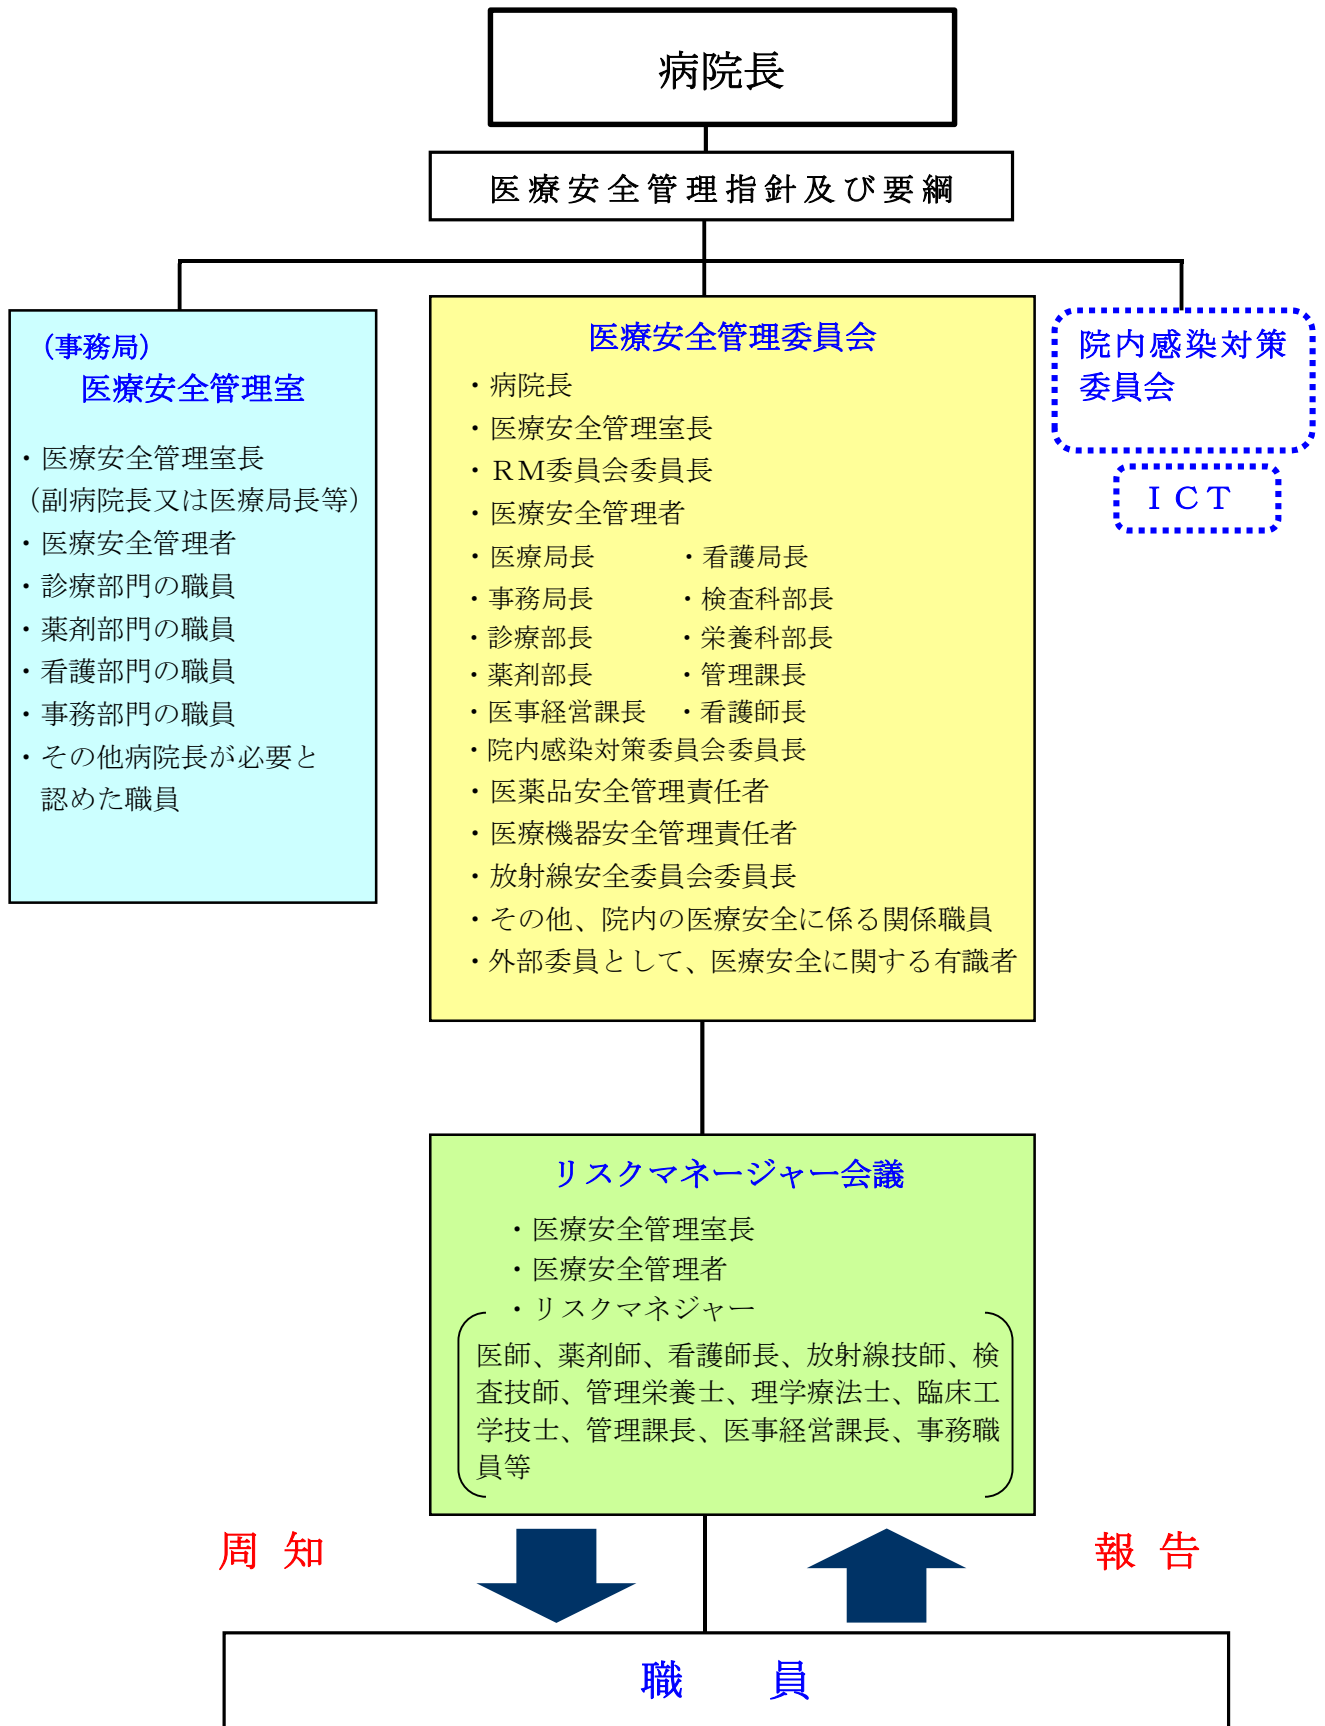 病院長
医療安全管理指針及び要綱
（事務局）
医療安全管理室
・医療安全管理室長
（副病院長又は医療局長等）
・医療安全管理者
・診療部門の職員
・薬剤部門の職員
・看護部門の職員
・事務部門の職員
・その他病院長が必要と
認めた職員
医療安全管理委員会
・病院長
・医療安全管理室長
・ＲＭ委員会委員長
・医療安全管理者
・医療局長　　　・看護局長
・事務局長　　　・検査科部長
・診療部長　　　・栄養科部長
・薬剤部長　　　・管理課長
・医事経営課長　・看護師長
・院内感染対策委員会委員長
・医薬品安全管理責任者
・医療機器安全管理責任者
・放射線安全委員会委員長
・その他、院内の医療安全に係る関係職員
・外部委員として、医療安全に関する有識者
院内感染対策
委員会
ＩＣＴ
リスクマネージャー会議
・医療安全管理室長
・医療安全管理者
・リスクマネジャー
医師、薬剤師、看護師長、放射線技師、検
査技師、管理栄養士、理学療法士、臨床工
学技士、管理課長、医事経営課長、事務職
員等
周 知
報 告
職　員